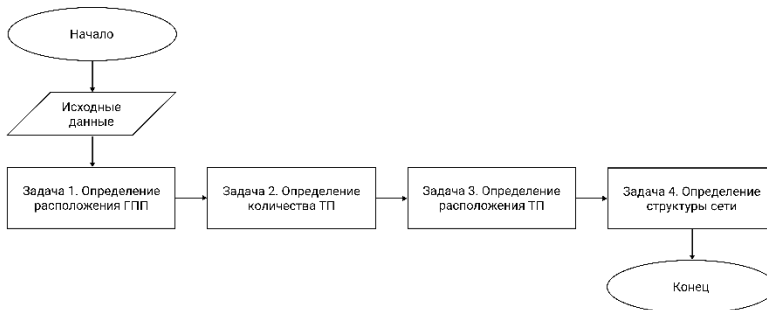 Начало
Исходные
данные
Задача 1. Определение
расположения ГПП
Задача 2. Определение
количества ТП
Задача 3. Определение
расположения ТП
Задача 4. Определение
структуры сети
Конец